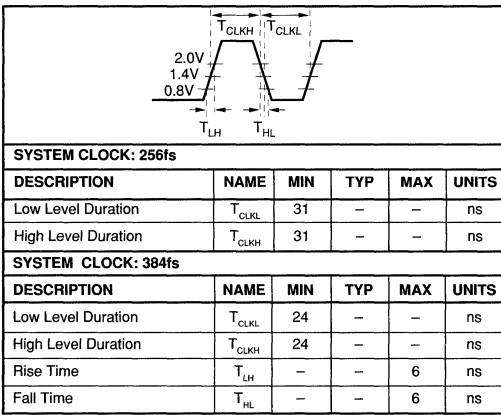 T_CLKH T_CLKL
2.0V
1.4V
0.8V
T_LH T_HL
SYSTEM CLOCK: 256fs
DESCRIPTION NAME MIN TYP MAX UNITS
Low Level Duration T_CLKL 31 – – ns
High Level Duration T_CLKH 31 – – ns
SYSTEM CLOCK: 384fs
DESCRIPTION NAME MIN TYP MAX UNITS
Low Level Duration T_CLKL 24 – – ns
High Level Duration T_CLKH 24 – – ns
Rise Time T_LH – – 6 ns
Fall Time T_HL – – 6 ns